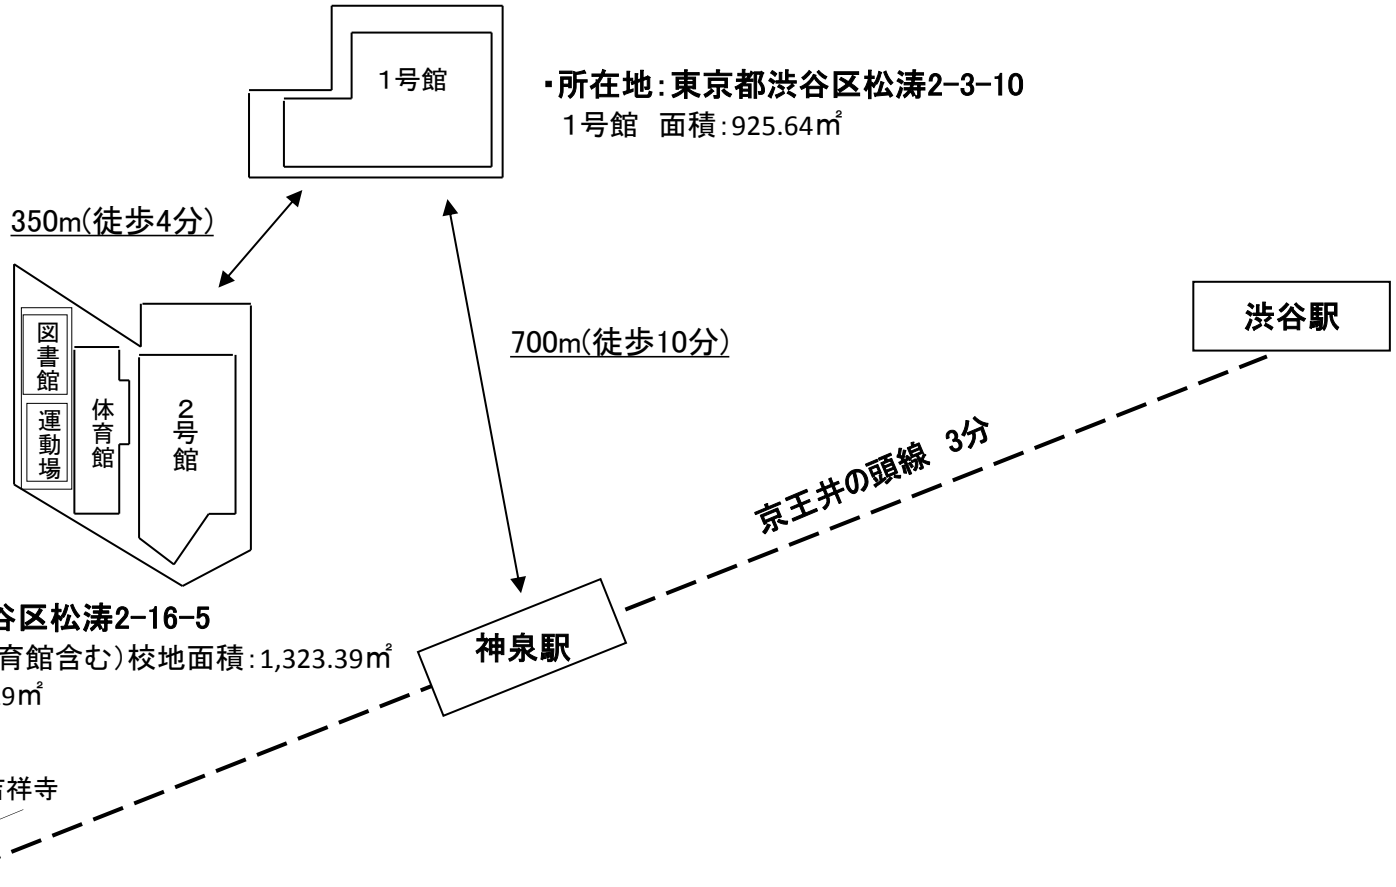 １号館
・所在地：東京都渋谷区松涛2-3-10
１号館　面積：925.64㎡
350m(徒歩4分)
700m(徒歩10分)
渋谷駅
図書館
運動場
体育館
２号館
京王井の頭線　3分
谷区松涛2-16-5
育館含む）校地面積：1,323.39㎡
9㎡
神泉駅
吉祥寺